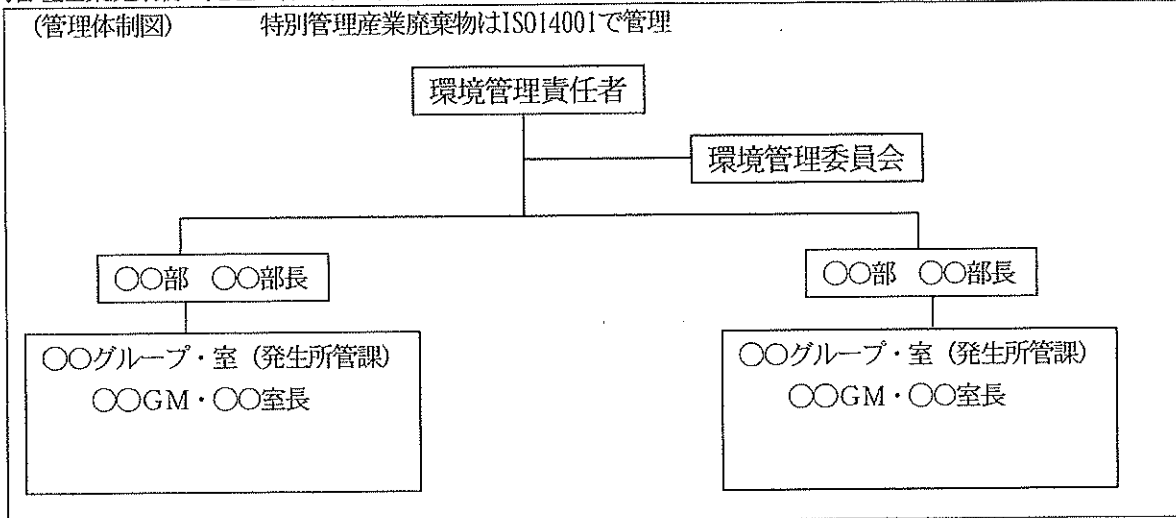 (管理体制図) 特別管理産業廃棄物はISO14001で管理
環境管理責任者
環境管理委員会
○○部 ○○部長
○○グループ・室 (発生所管課)
○○GM・○○室長
○○部 ○○部長
○○グループ・室 (発生所管課)
○○GM・○○室長